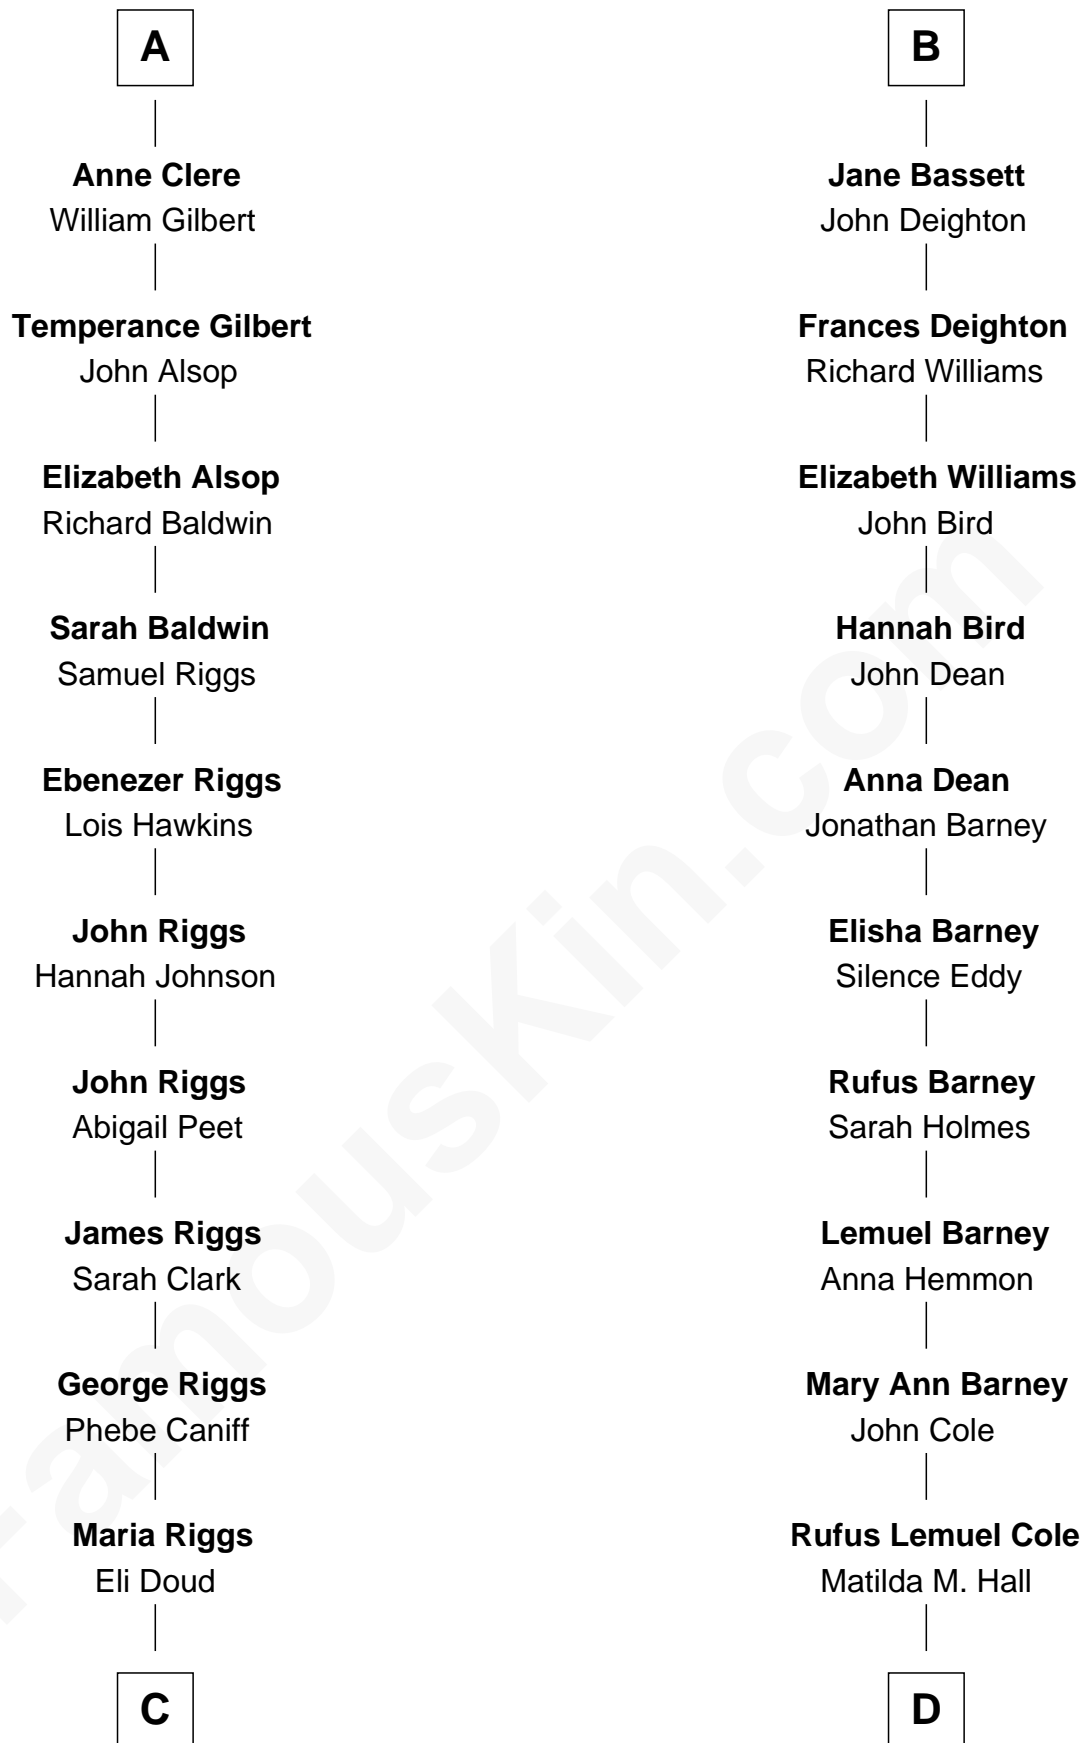 A
Anne Clere
William Gilbert
Temperance Gilbert
John Alsop
Elizabeth Alsop
Richard Baldwin
Sarah Baldwin
Samuel Riggs
Ebenezer Riggs
Lois Hawkins
John Riggs
Hannah Johnson
John Riggs
Abigail Peet
James Riggs
Sarah Clark
George Riggs
Phebe Caniff
Maria Riggs
Eli Doud
C
B
Jane Bassett
John Deighton
Frances Deighton
Richard Williams
Elizabeth Williams
John Bird
Hannah Bird
John Dean
Anna Dean
Jonathan Barney
Elisha Barney
Silence Eddy
Rufus Barney
Sarah Holmes
Lemuel Barney
Anna Hemmon
Mary Ann Barney
John Cole
Rufus Lemuel Cole
Matilda M. Hall
D
FamousKin.com